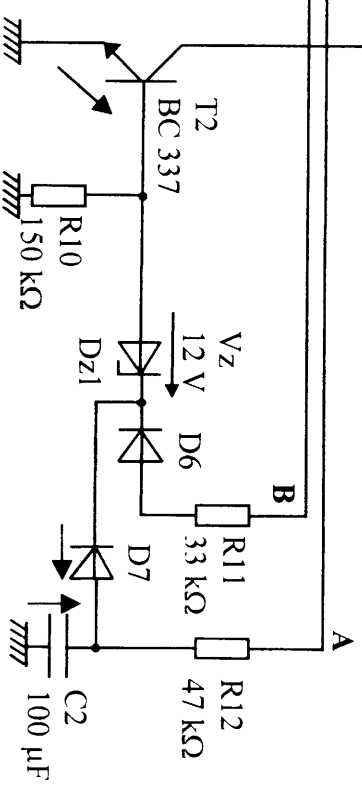 T2
BC 337
R10
150 kΩ
Vz
12 V
Dz1
D6
B
R11
33 kΩ
D7
A
R12
47 kΩ
C2
100 µF